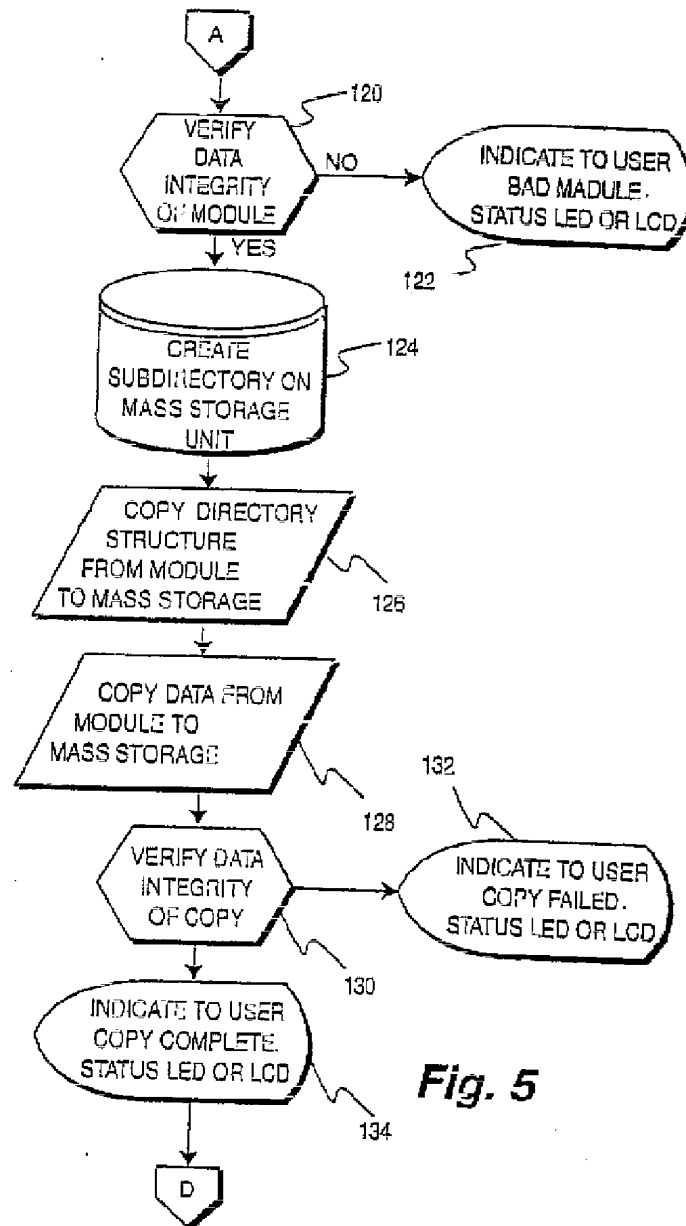 A
120
VERIFY
DATA
INTEGRITY
OF MODULE
NO
INDICATE TO USER
BAD MADULE.
STATUS LED OR LCD
122
YES
CREATE
SUBDIRECTORY ON
MASS STORAGE
UNIT
124
COPY DIRECTORY
STRUCTURE
FROM MODULE
TO MASS STORAGE
126
COPY DATA FROM
MODULE TO
MASS STORAGE
128
132
VERIFY DATA
INTEGRITY
OF COPY
130
INDICATE TO USER
COPY FAILED.
STATUS LED OR LCD
INDICATE TO USER
COPY COMPLETE.
STATUS LED OR LCD
134
Fig. 5
D